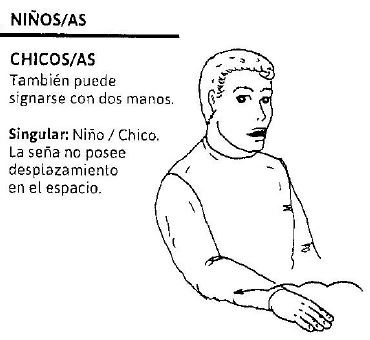 NIÑOS/AS
CHICOS/AS
También puede
signarse con dos manos.
Singular: Niño / Chico.
La seña no posee
desplazamiento
en el espacio.